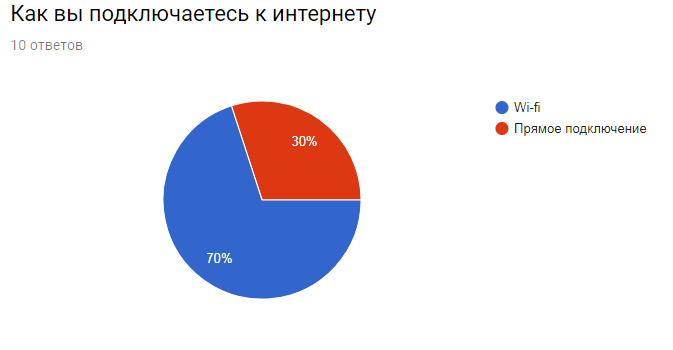 Как вы подключаетесь к интернету
10 ответов
Wi-fi
Прямое подключение
30%
70%